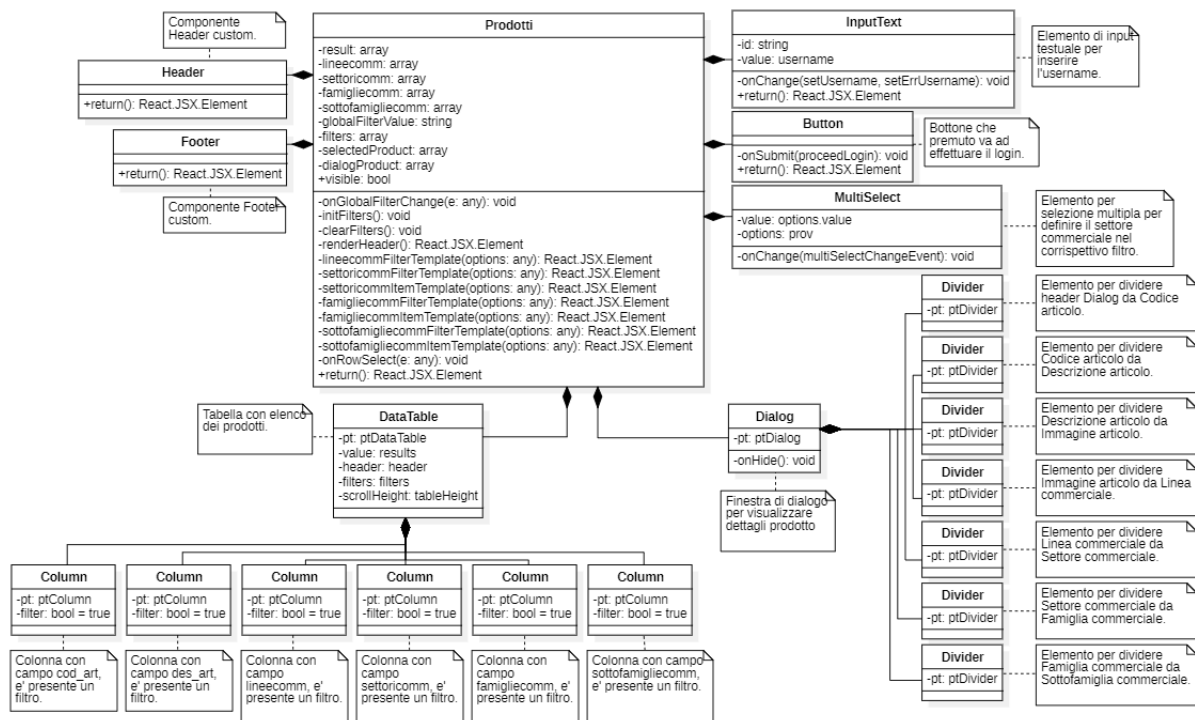 Componente
Header custom.
Header
+return(): React.JSX.Element
Footer
+return(): React.JSX.Element
Componente Footer
custom.
Prodotti
-result: array
-lineecomm: array
-settoricomm: array
-famigliecomm: array
-sottofamigliecomm: array
-globalFilterValue: string
-filters: array
-selectedProduct: array
-dialogProduct: array
+visible: bool
-onGlobalFilterChange(e: any): void
-initFilters(): void
-clearFilters(): void
-renderHeader(): React.JSX.Element
-lineecommFilterTemplate(options: any): React.JSX.Element
-settoricommFilterTemplate(options: any): React.JSX.Element
-settoricommItemTemplate(options: any): React.JSX.Element
-famigliecommFilterTemplate(options: any): React.JSX.Element
-famigliecommItemTemplate(options: any): React.JSX.Element
-sottofamigliecommFilterTemplate(options: any): React.JSX.Element
-sottofamigliecommItemTemplate(options: any): React.JSX.Element
-onRowSelect(e: any): void
+return(): React.JSX.Element
InputText
-id: string
-value: username
-onChange(setUsername, setErrUsername): void
+return(): React.JSX.Element
Elemento di input
testuale per
inserire
l'username.
Button
-onSubmit(proceedLogin): void
+return(): React.JSX.Element
Bottone che
premuto va ad
effettuare il login.
MultiSelect
-value: options.value
-options: prov
-onChange(multiSelectChangeEvent): void
Elemento per
selezione multipla per
definire il settore
commerciale nel
corrispettivo filtro.
Tabella con elenco
dei prodotti.
DataTable
-pt: ptDataTable
-value: results
-header: header
-filters: filters
-scrollHeight: tableHeight
Dialog
-pt: ptDialog
-onHide(): void
Finestra di dialogo
per visualizzare
dettagli prodotto
Divider
-pt: ptDivider
Elemento per dividere
header Dialog da Codice
articolo.
Divider
-pt: ptDivider
Elemento per dividere
Codice articolo da
Descrizione articolo.
Divider
-pt: ptDivider
Elemento per dividere
Descrizione articolo da
Immagine articolo.
Divider
-pt: ptDivider
Elemento per dividere
Immagine articolo da Linea
commerciale.
Divider
-pt: ptDivider
Elemento per dividere
Linea commerciale da
Settore commerciale.
Divider
-pt: ptDivider
Elemento per dividere
Settore commerciale da
Famiglia commerciale.
Divider
-pt: ptDivider
Elemento per dividere
Famiglia commerciale da
Sottofamiglia commerciale.
Column
-pt: ptColumn
-filter: bool = true
Colonna con
campo cod_art,
e' presente un
filtro.
Column
-pt: ptColumn
-filter: bool = true
Colonna con
campo des_art,
e' presente un
filtro.
Column
-pt: ptColumn
-filter: bool = true
Colonna con
campo
lineecomm, e'
presente un filtro.
Column
-pt: ptColumn
-filter: bool = true
Colonna con
campo
settoricomm, e'
presente un filtro.
Column
-pt: ptColumn
-filter: bool = true
Colonna con
campo
famigliecomm, e'
presente un filtro.
Column
-pt: ptColumn
-filter: bool = true
Colonna con campo
sottofamigliecomm,
e' presente un filtro.